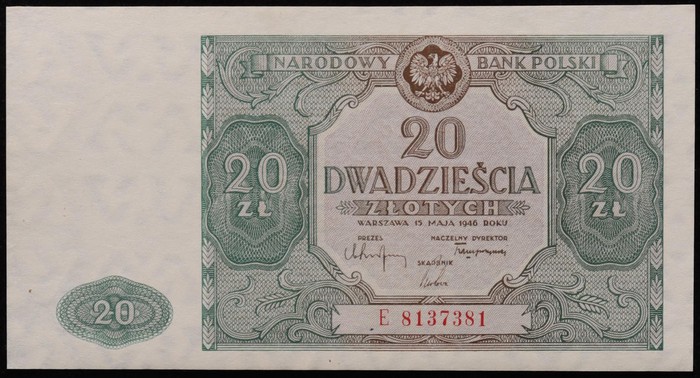 NARODOWY BANK POLSKI
20
DWADZIEŚCIA
ZŁOTYCH
WARSZAWA 15 MAJA 1946 ROKU
PREZES NACZELNY DYREKTOR
SKARBNIK
20 ZŁ
20 ZŁ
20
E 8137381